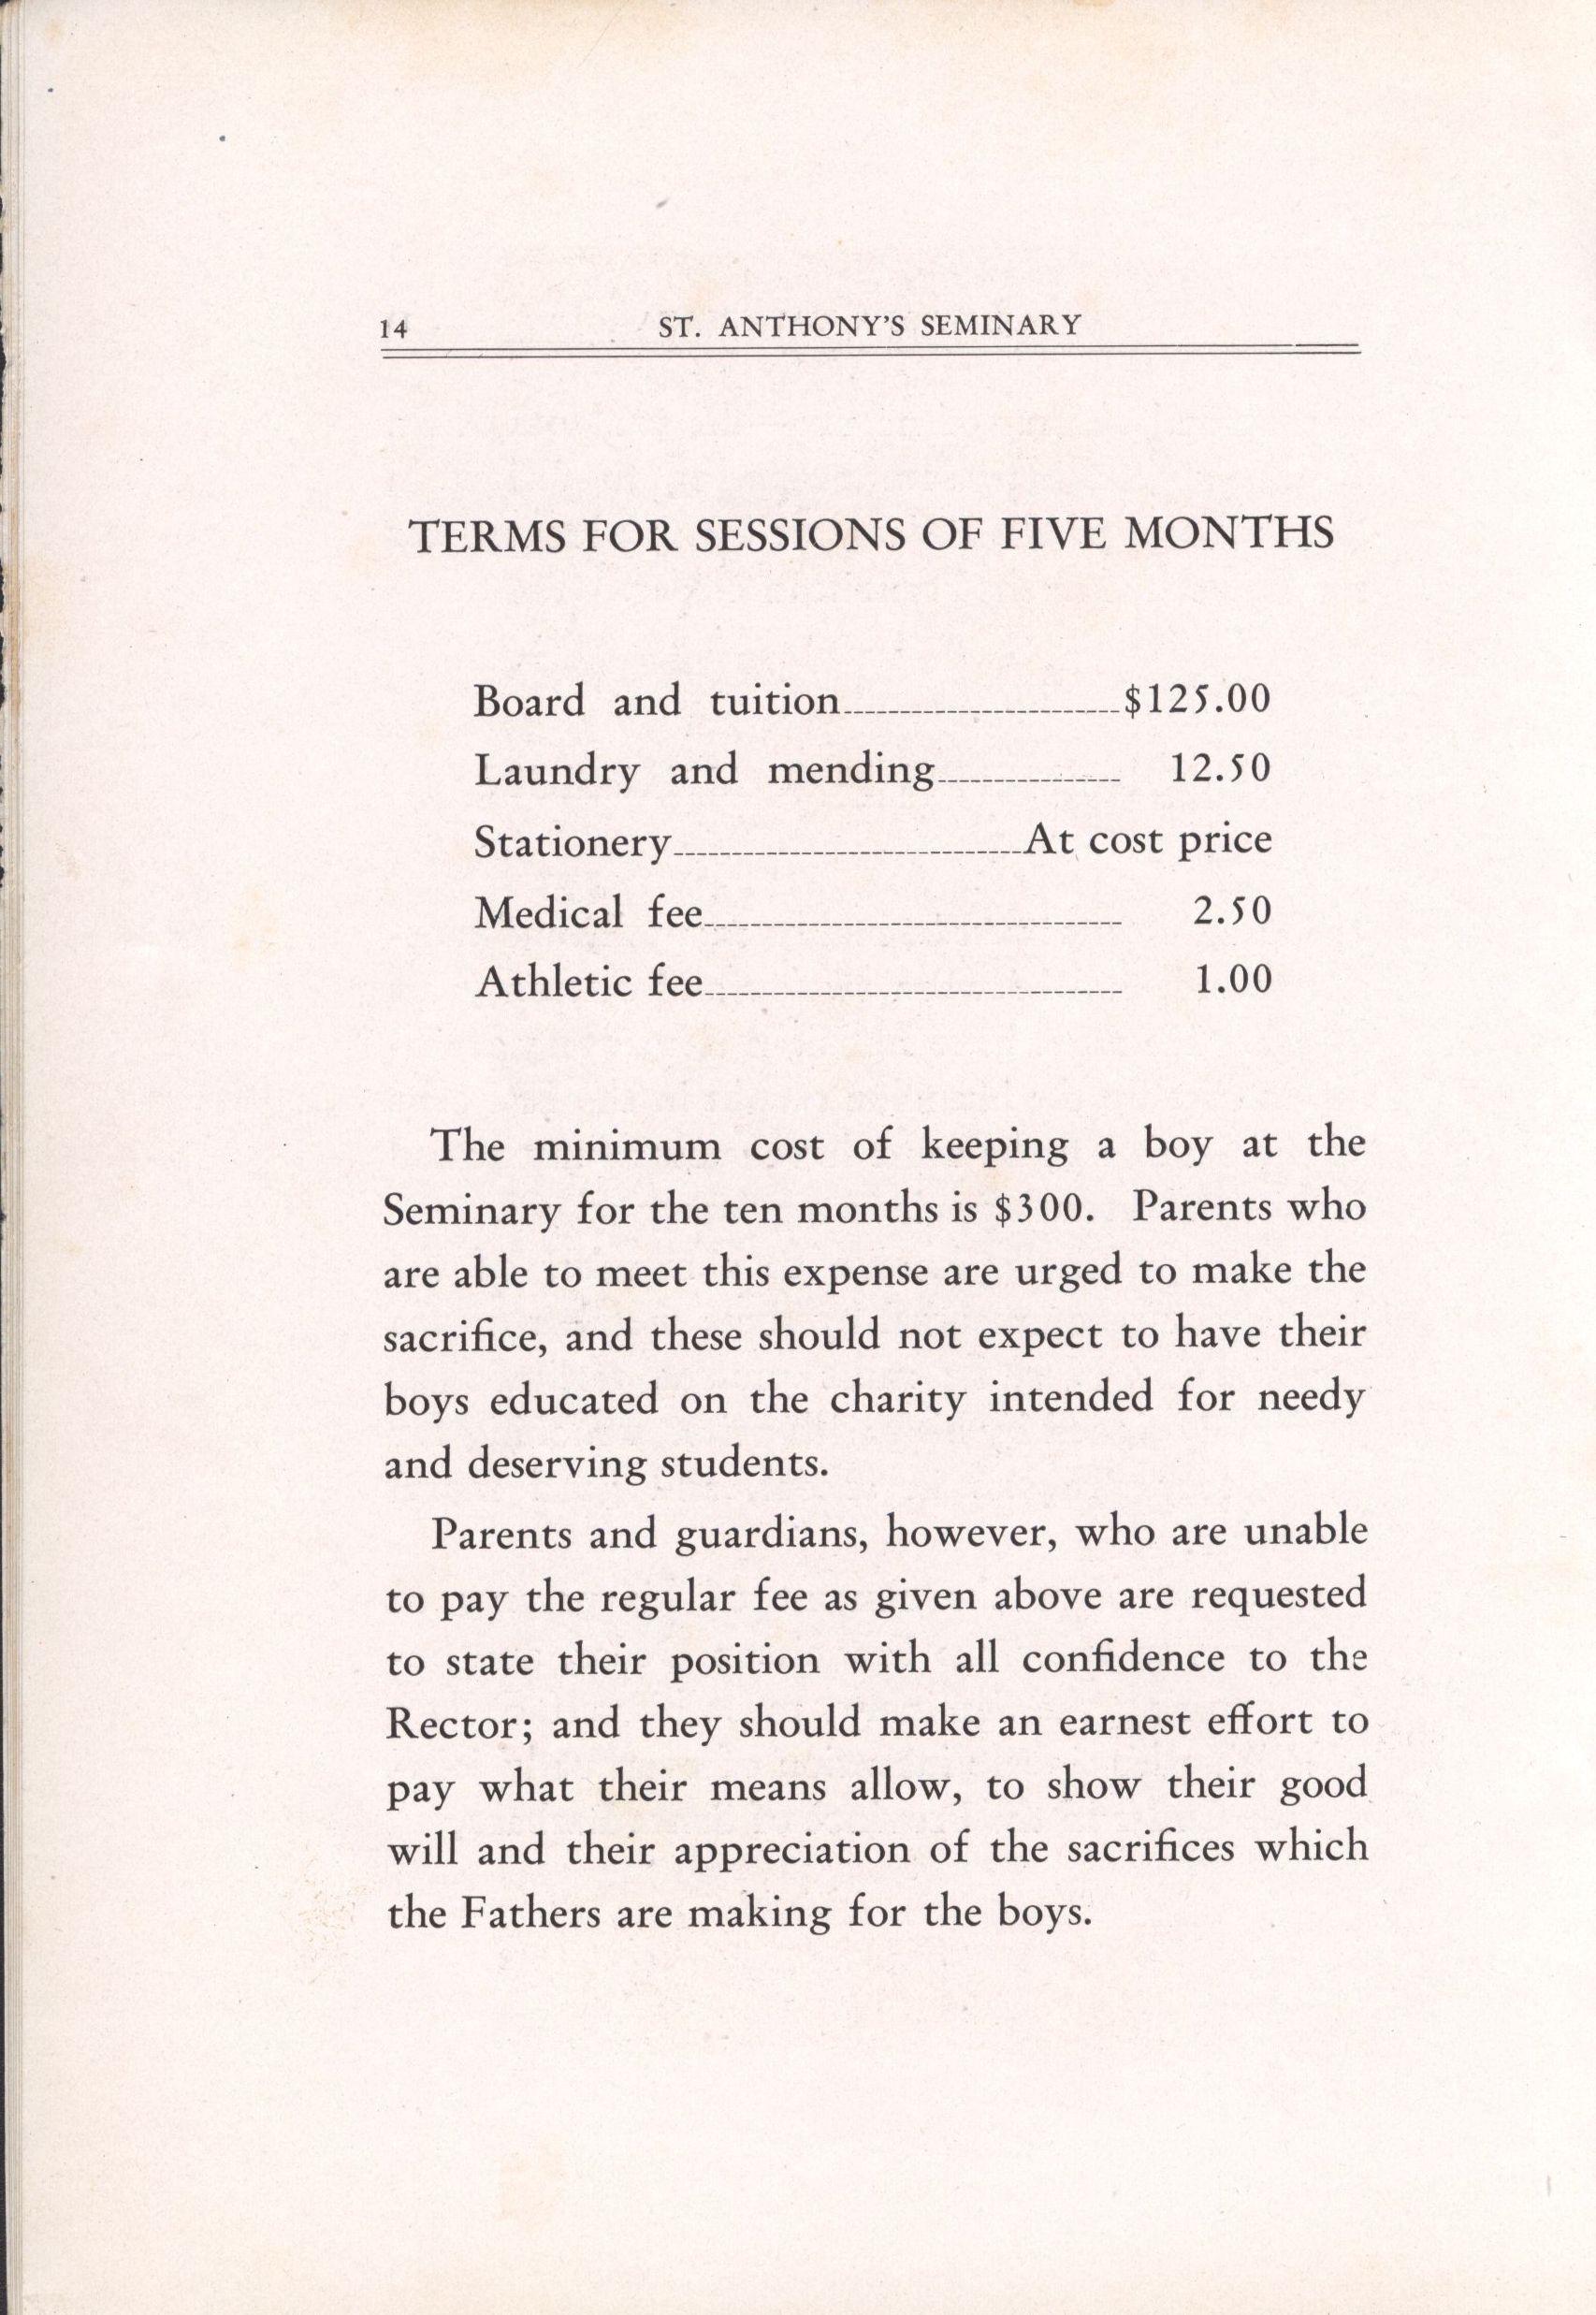 14 ST. ANTHONY'S SEMINARY
TERMS FOR SESSIONS OF FIVE MONTHS
Board and tuition $125.00
Laundry and mending 12.50
Stationery At cost price
Medical fee 2.50
Athletic fee 1.00
The minimum cost of keeping a boy at the
Seminary for the ten months is $300. Parents who
are able to meet this expense are urged to make the
sacrifice, and these should not expect to have their
boys educated on the charity intended for needy
and deserving students.
Parents and guardians, however, who are unable
to pay the regular fee as given above are requested
to state their position with all confidence to the
Rector; and they should make an earnest effort to
pay what their means allow, to show their good
will and their appreciation of the sacrifices which
the Fathers are making for the boys.